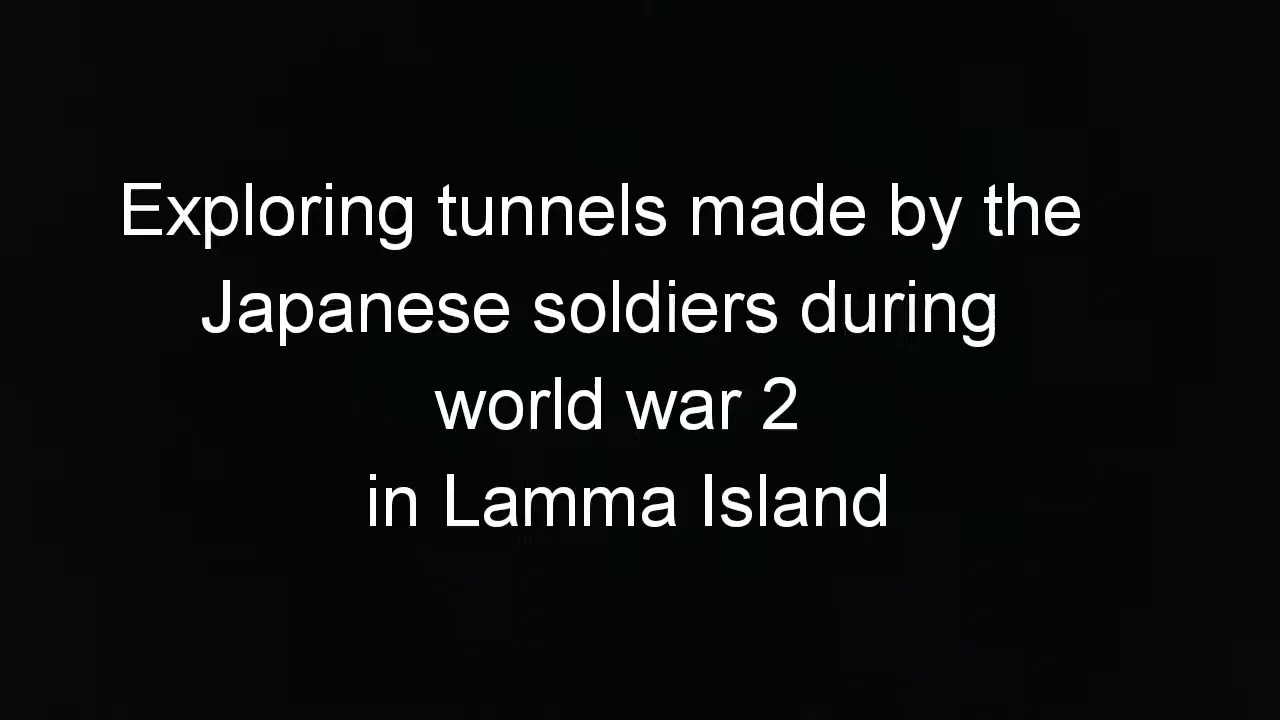 Exploring tunnels made by the
Japanese soldiers during
world war 2
in Lamma Island